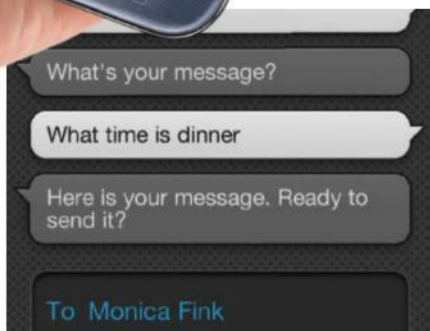 What's your message?
What time is dinner
Here is your message. Ready to
send it?
To Monica Fink